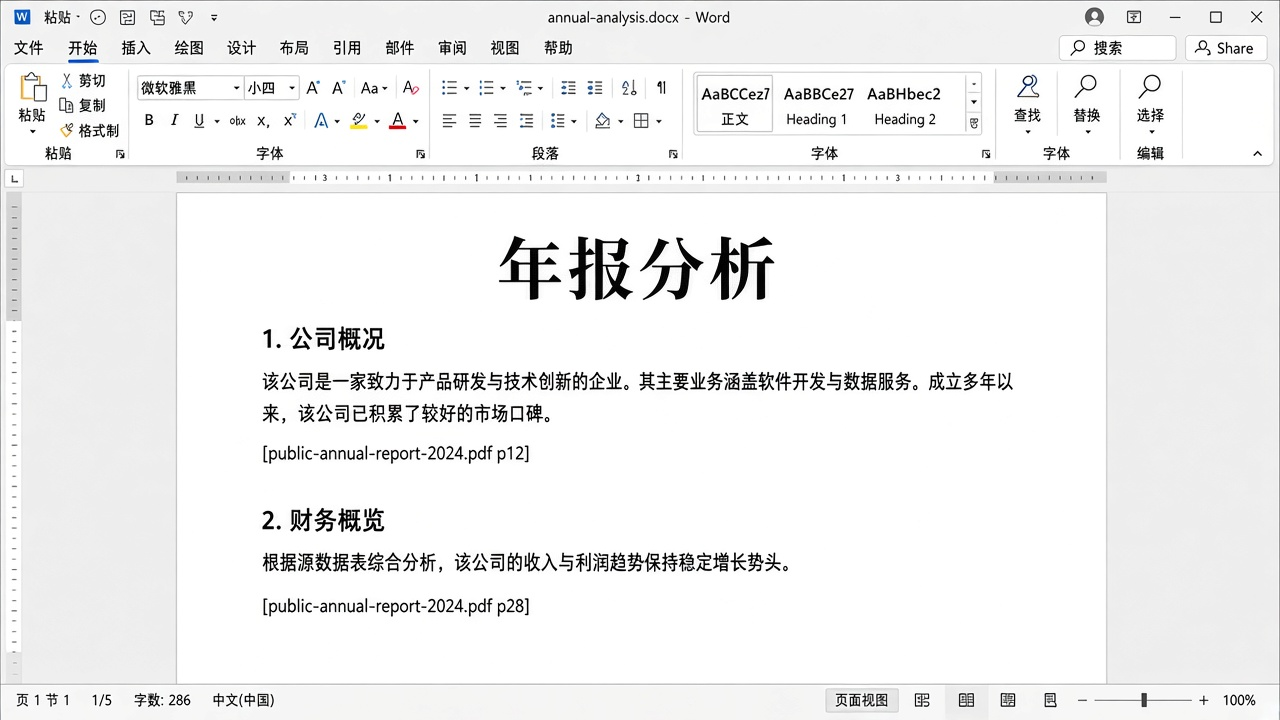 粘贴
annual-analysis.docx - Word
文件 开始 插入 绘图 设计 布局 引用 部件 审阅 视图 帮助 搜索 Share
粘贴 剪切 复制 格式制
粘贴
微软雅黑 小四 A A Aa A
B I U x, x A A
字体
段落
AaBCCez7 AaBBCe27 AaBHbec2
正文 Heading 1 Heading 2
字体
查找 替换 选择
字体 编辑
年报分析
1. 公司概况
该公司是一家致力于产品研发与技术创新的企业。其主要业务涵盖软件开发与数据服务。成立多年以
来，该公司已积累了较好的市场口碑。
[public-annual-report-2024.pdf p12]
2. 财务概览
根据源数据表综合分析，该公司的收入与利润趋势保持稳定增长势头。
[public-annual-report-2024.pdf p28]
页 1 节 1 1/5 字数: 286 中文(中国) 页面视图 100%